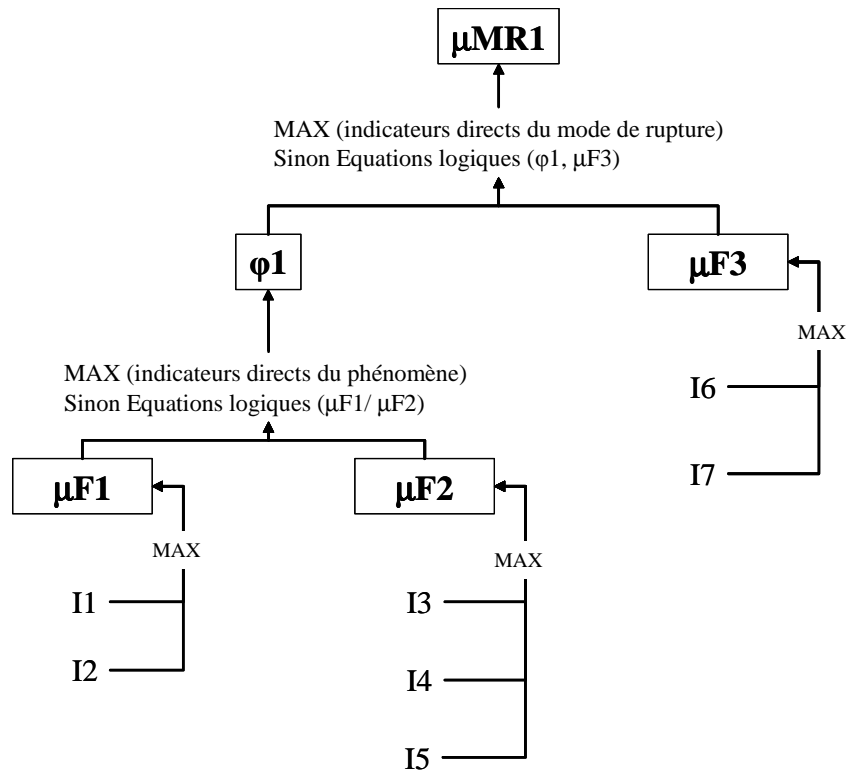 μMR1
MAX (indicateurs directs du mode de rupture)
Sinon Equations logiques (φ1, μF3)
φ1
μF3
MAX
I6
I7
MAX (indicateurs directs du phénomène)
Sinon Equations logiques (μF1/ μF2)
μF1
μF2
MAX
MAX
I1
I3
I2
I4
I5